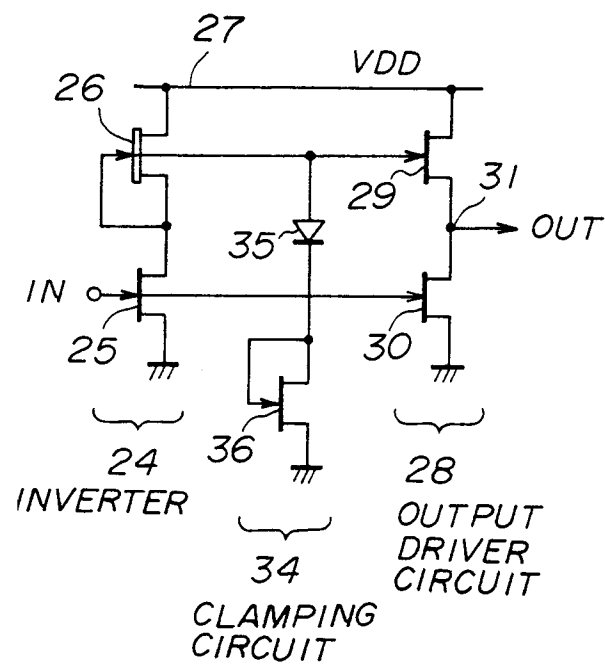 27
VDD
26
29
31
OUT
35
IN
25
30
36
24
INVERTER
28
OUTPUT
DRIVER
CIRCUIT
34
CLAMPING
CIRCUIT